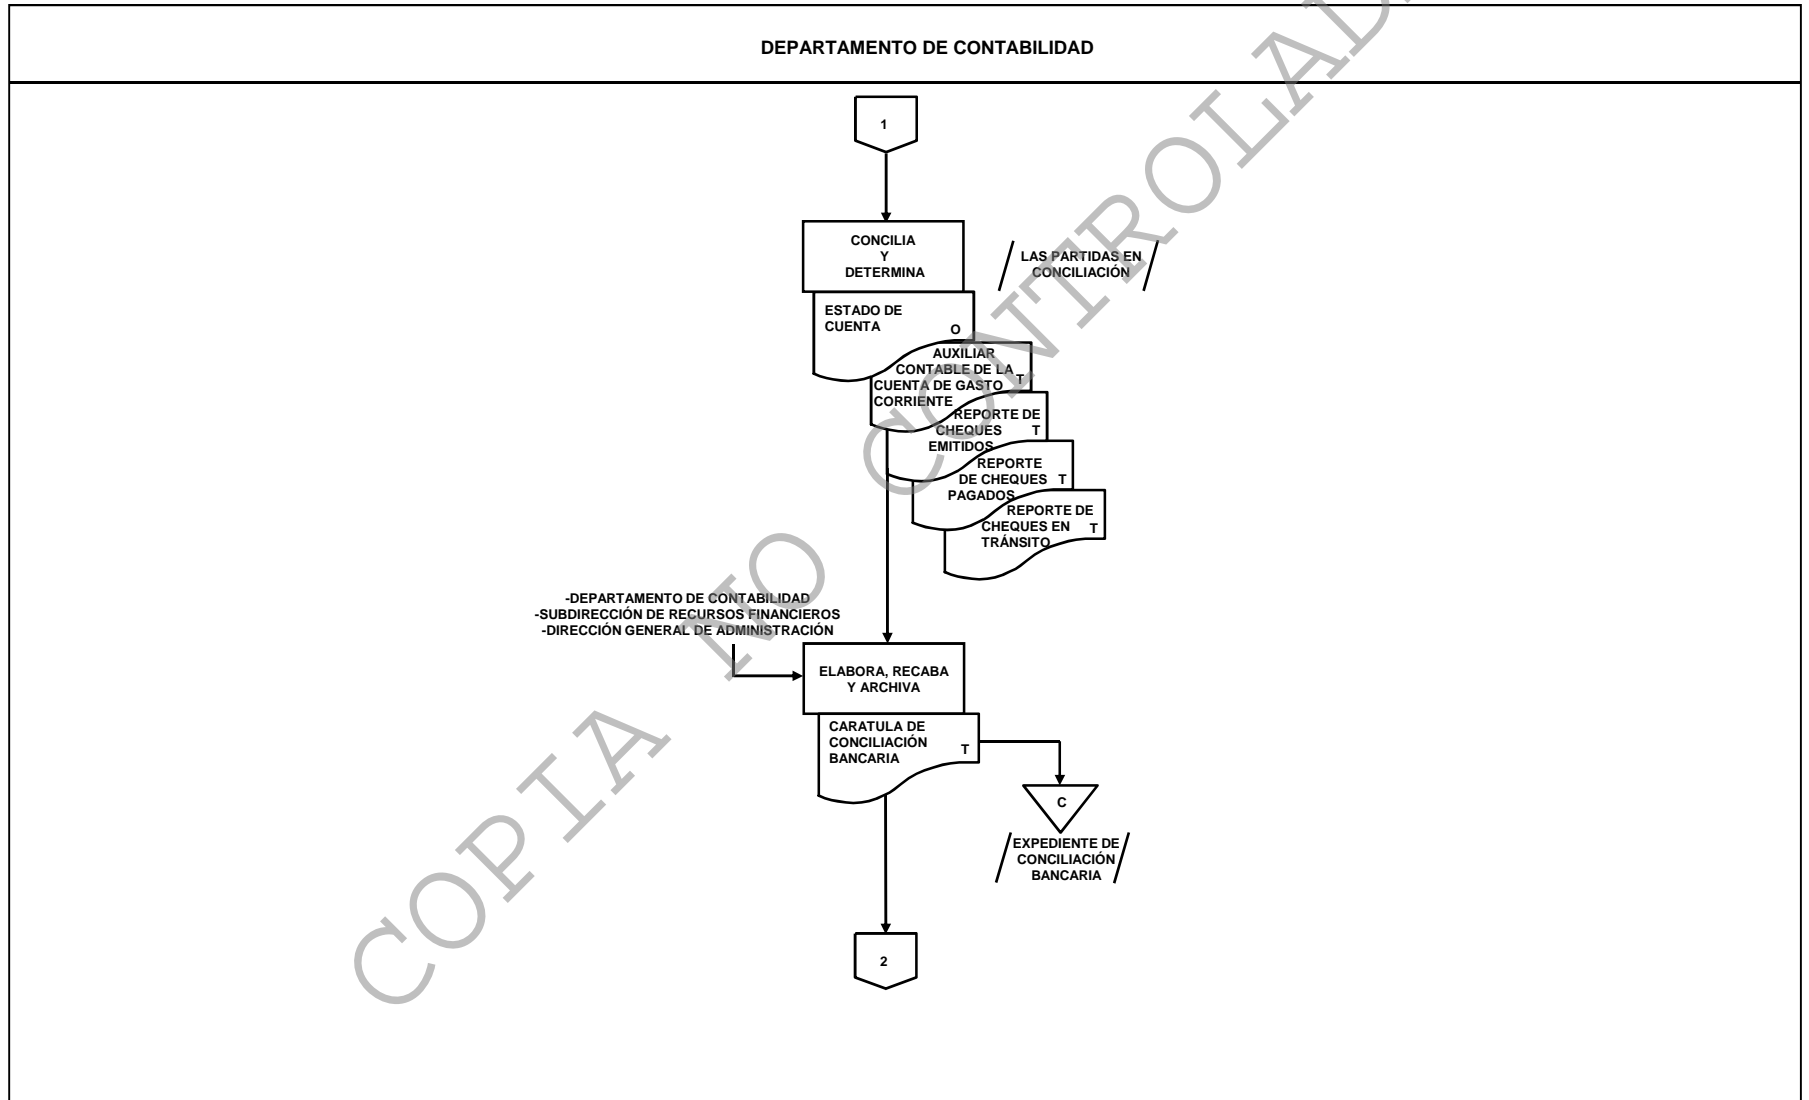 DEPARTAMENTO DE CONTABILIDAD
1
CONCILIA
Y
DETERMINA
LAS PARTIDAS EN
CONCILIACIÓN
ESTADO DE
CUENTA
O
AUXILIAR
CONTABLE DE LA
CUENTA DE GASTO
CORRIENTE
T
REPORTE DE
CHEQUES
EMITIDOS
T
REPORTE
DE CHEQUES
PAGADOS
T
REPORTE DE
CHEQUES EN
TRÁNSITO
T
-DEPARTAMENTO DE CONTABILIDAD
-SUBDIRECCIÓN DE RECURSOS FINANCIEROS
-DIRECCIÓN GENERAL DE ADMINISTRACIÓN
ELABORA, RECABA
Y ARCHIVA
CARATULA DE
CONCILIACIÓN
BANCARIA
T
C
EXPEDIENTE DE
CONCILIACIÓN
BANCARIA
2
COPIA NO CONTROLAD